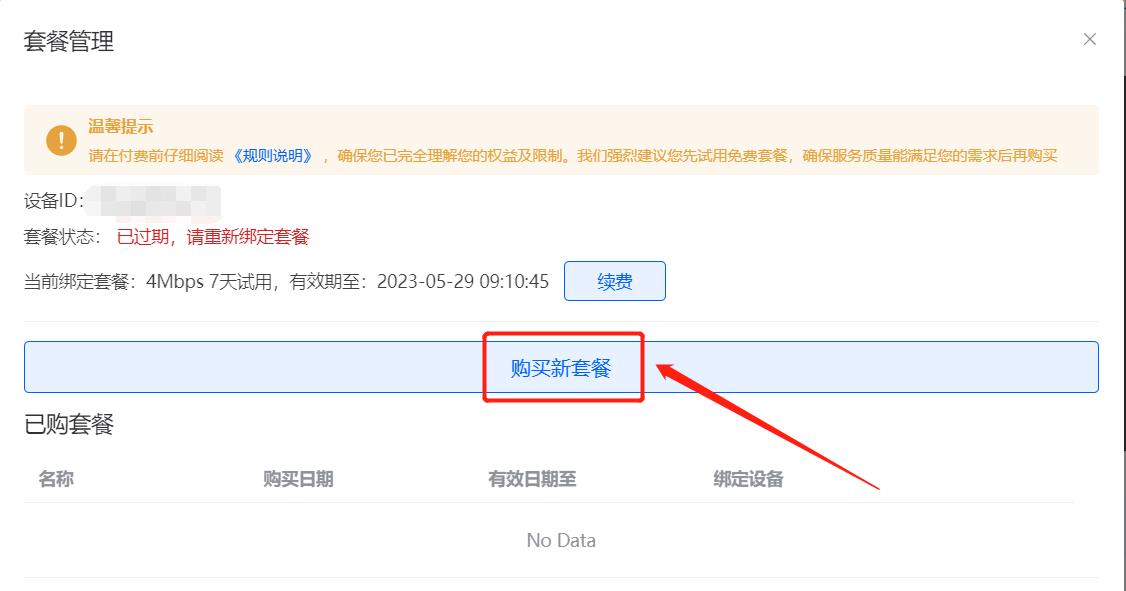 套餐管理
温馨提示
请在付费前仔细阅读《规则说明》，确保您已完全理解您的权益及限制。我们强烈建议您先试用免费套餐，确保服务质量能满足您的需求后再购买
设备ID:
套餐状态： 已过期，请重新绑定套餐
当前绑定套餐：4Mbps 7天试用，有效期至：2023-05-29 09:10:45 续费
购买新套餐
已购套餐
名称 购买日期 有效日期至 绑定设备
No Data